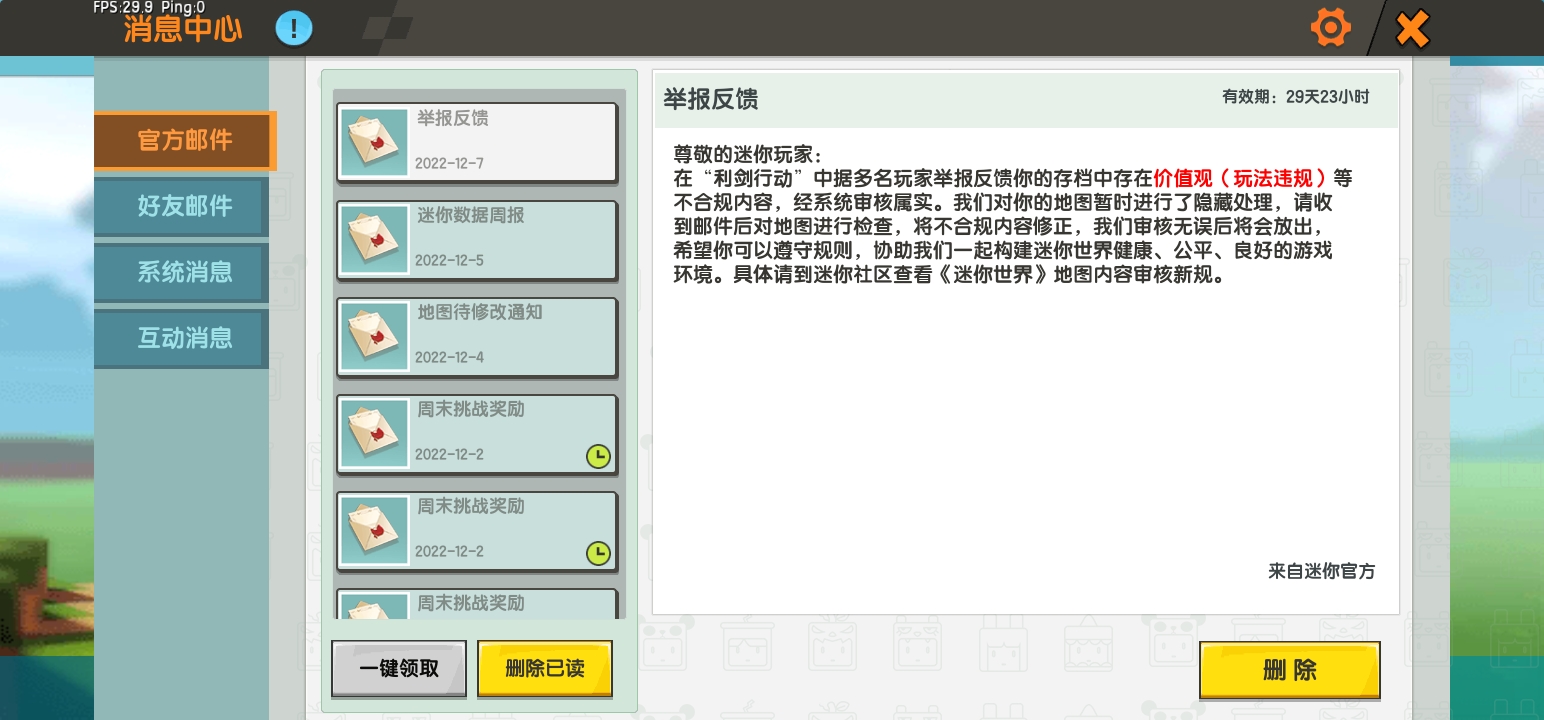 FPS:29.9 Ping:0
消息中心
!
官方邮件
好友邮件
系统消息
互动消息
举报反馈
2022-12-7
迷你数据周报
2022-12-5
地图待修改通知
2022-12-4
周末挑战奖励
2022-12-2
周末挑战奖励
2022-12-2
周末挑战奖励
一键领取
删除已读
举报反馈
有效期：29天23小时
尊敬的迷你玩家：
在“利剑行动”中据多名玩家举报反馈你的存档中存在价值观（玩法违规）等
不合规内容，经系统审核属实。我们对你的地图暂时进行了隐藏处理，请收
到邮件后对地图进行检查，将不合规内容修正，我们审核无误后将会放出，
希望你可以遵守规则，协助我们一起构建迷你世界健康、公平、良好的游戏
环境。具体请到迷你社区查看《迷你世界》地图内容审核新规。
来自迷你官方
删除